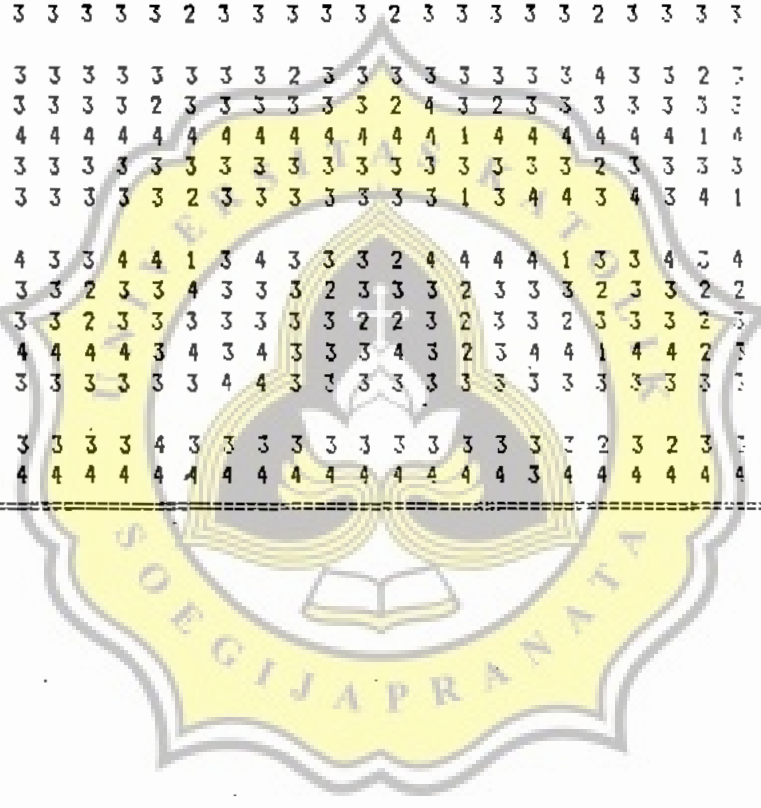 3 3 3 3 3 2 3 3 3 3 3 2 3 3 3 3 3 2 3 3 3 3
3 3 3 3 3 3 3 3 2 3 3 3 3 3 3 3 3 4 3 3 2
3 3 3 3 2 3 3 3 3 3 3 2 4 3 2 3 3 3 3 3 3
4 4 4 4 4 4 4 4 4 4 4 4 4 1 4 4 4 4 4 4 1 4
3 3 3 3 3 3 3 3 3 3 3 3 3 3 3 3 3 2 3 3 3 3
3 3 3 3 3 2 3 3 3 3 3 3 3 1 3 4 4 3 4 3 4 1
4 3 3 4 4 1 3 4 3 3 3 2 4 4 4 4 1 3 3 4 3 4
3 3 2 3 3 4 3 3 3 2 3 3 3 2 3 3 3 2 3 3 2 2
3 3 2 3 3 3 3 3 3 3 2 2 3 2 3 3 2 3 3 3 2 3
4 4 4 4 3 4 3 4 3 3 3 4 3 2 3 4 4 1 4 4 2
3 3 3 3 3 3 4 4 3 3 3 3 3 3 3 3 3 3 3 3 3
3 3 3 3 4 3 3 3 3 3 3 3 3 3 3 3 3 2 3 2 3
4 4 4 4 4 4 4 4 4 4 4 4 4 4 4 3 4 4 4 4 4 4
UNIVERSITAS KATOLIK
SOEGIJAPRANATA